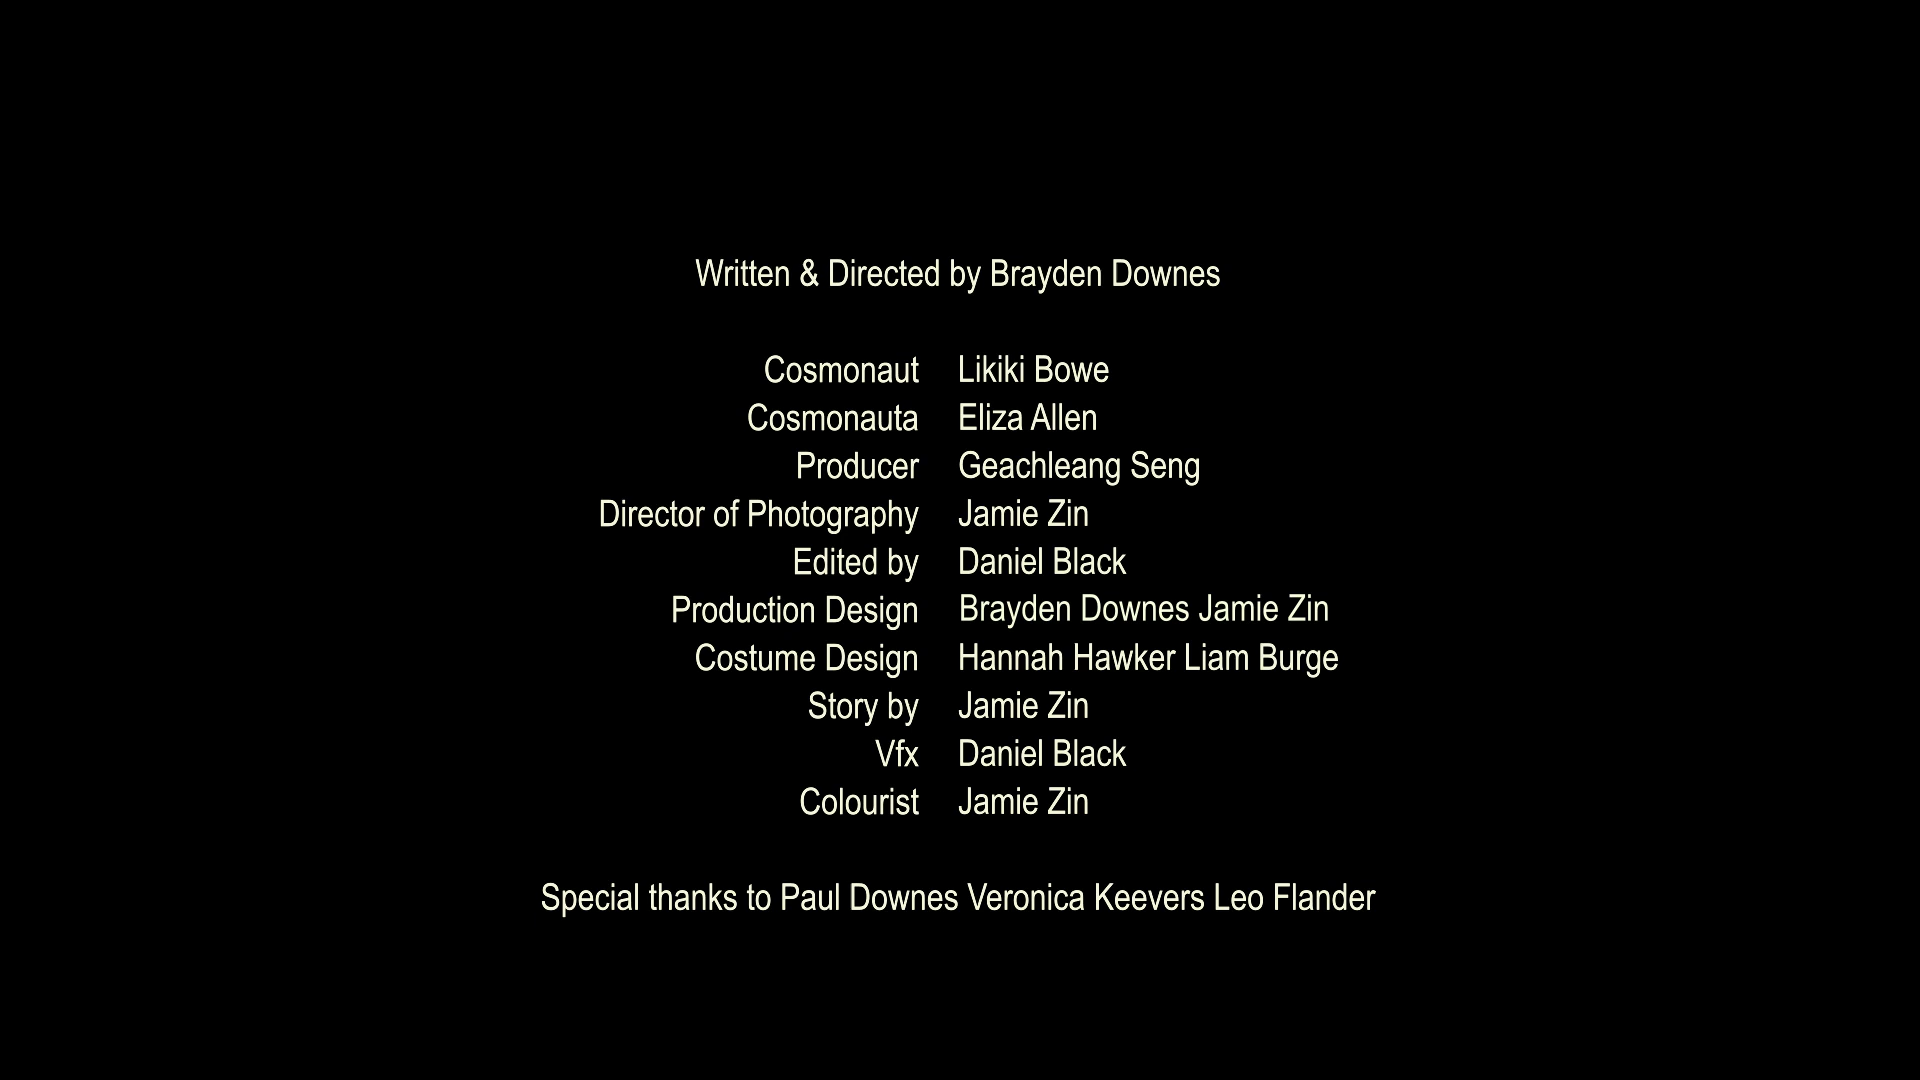 Written & Directed by Brayden Downes
Cosmonaut Likiki Bowe
Cosmonauta Eliza Allen
Producer Geachleang Seng
Director of Photography Jamie Zin
Edited by Daniel Black
Production Design Brayden Downes Jamie Zin
Costume Design Hannah Hawker Liam Burge
Story by Jamie Zin
Vfx Daniel Black
Colourist Jamie Zin
Special thanks to Paul Downes Veronica Keevers Leo Flander